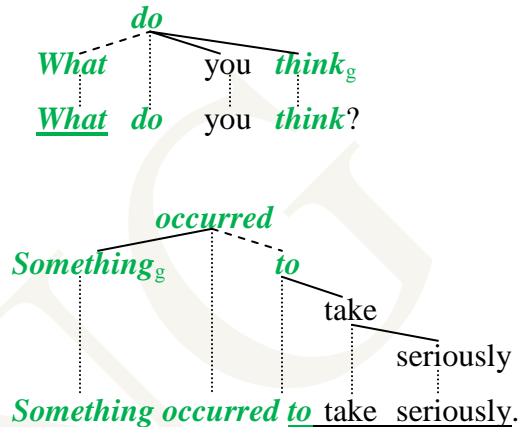 do
What you think g
What do you think?
occurred
Something g to
take
seriously
Something occurred to take seriously.